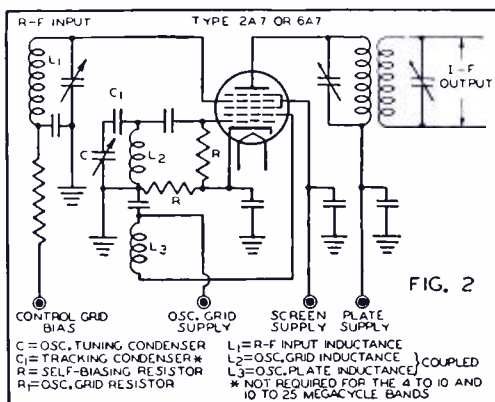 R-F INPUT TYPE 2A7 OR 6A7
L1
C1
I-F
OUTPUT
C
L2
R
R
L3
FIG. 2
CONTROL GRID
BIAS
OSC. GRID
SUPPLY
SCREEN
SUPPLY
PLATE
SUPPLY
C = OSC. TUNING CONDENSER
C1 = TRACKING CONDENSER *
R = SELF-BIASING RESISTOR
R1 = OSC. GRID RESISTOR
L1 = R-F INPUT INDUCTANCE
L2 = OSC. GRID INDUCTANCE
L3 = OSC. PLATE INDUCTANCE
} COUPLED
* NOT REQUIRED FOR THE 4 TO 10 AND
10 TO 25 MEGACYCLE BANDS